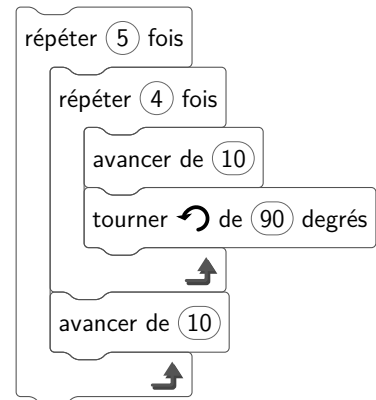 répéter 5 fois
répéter 4 fois
avancer de 10
tourner de 90 degrés
avancer de 10